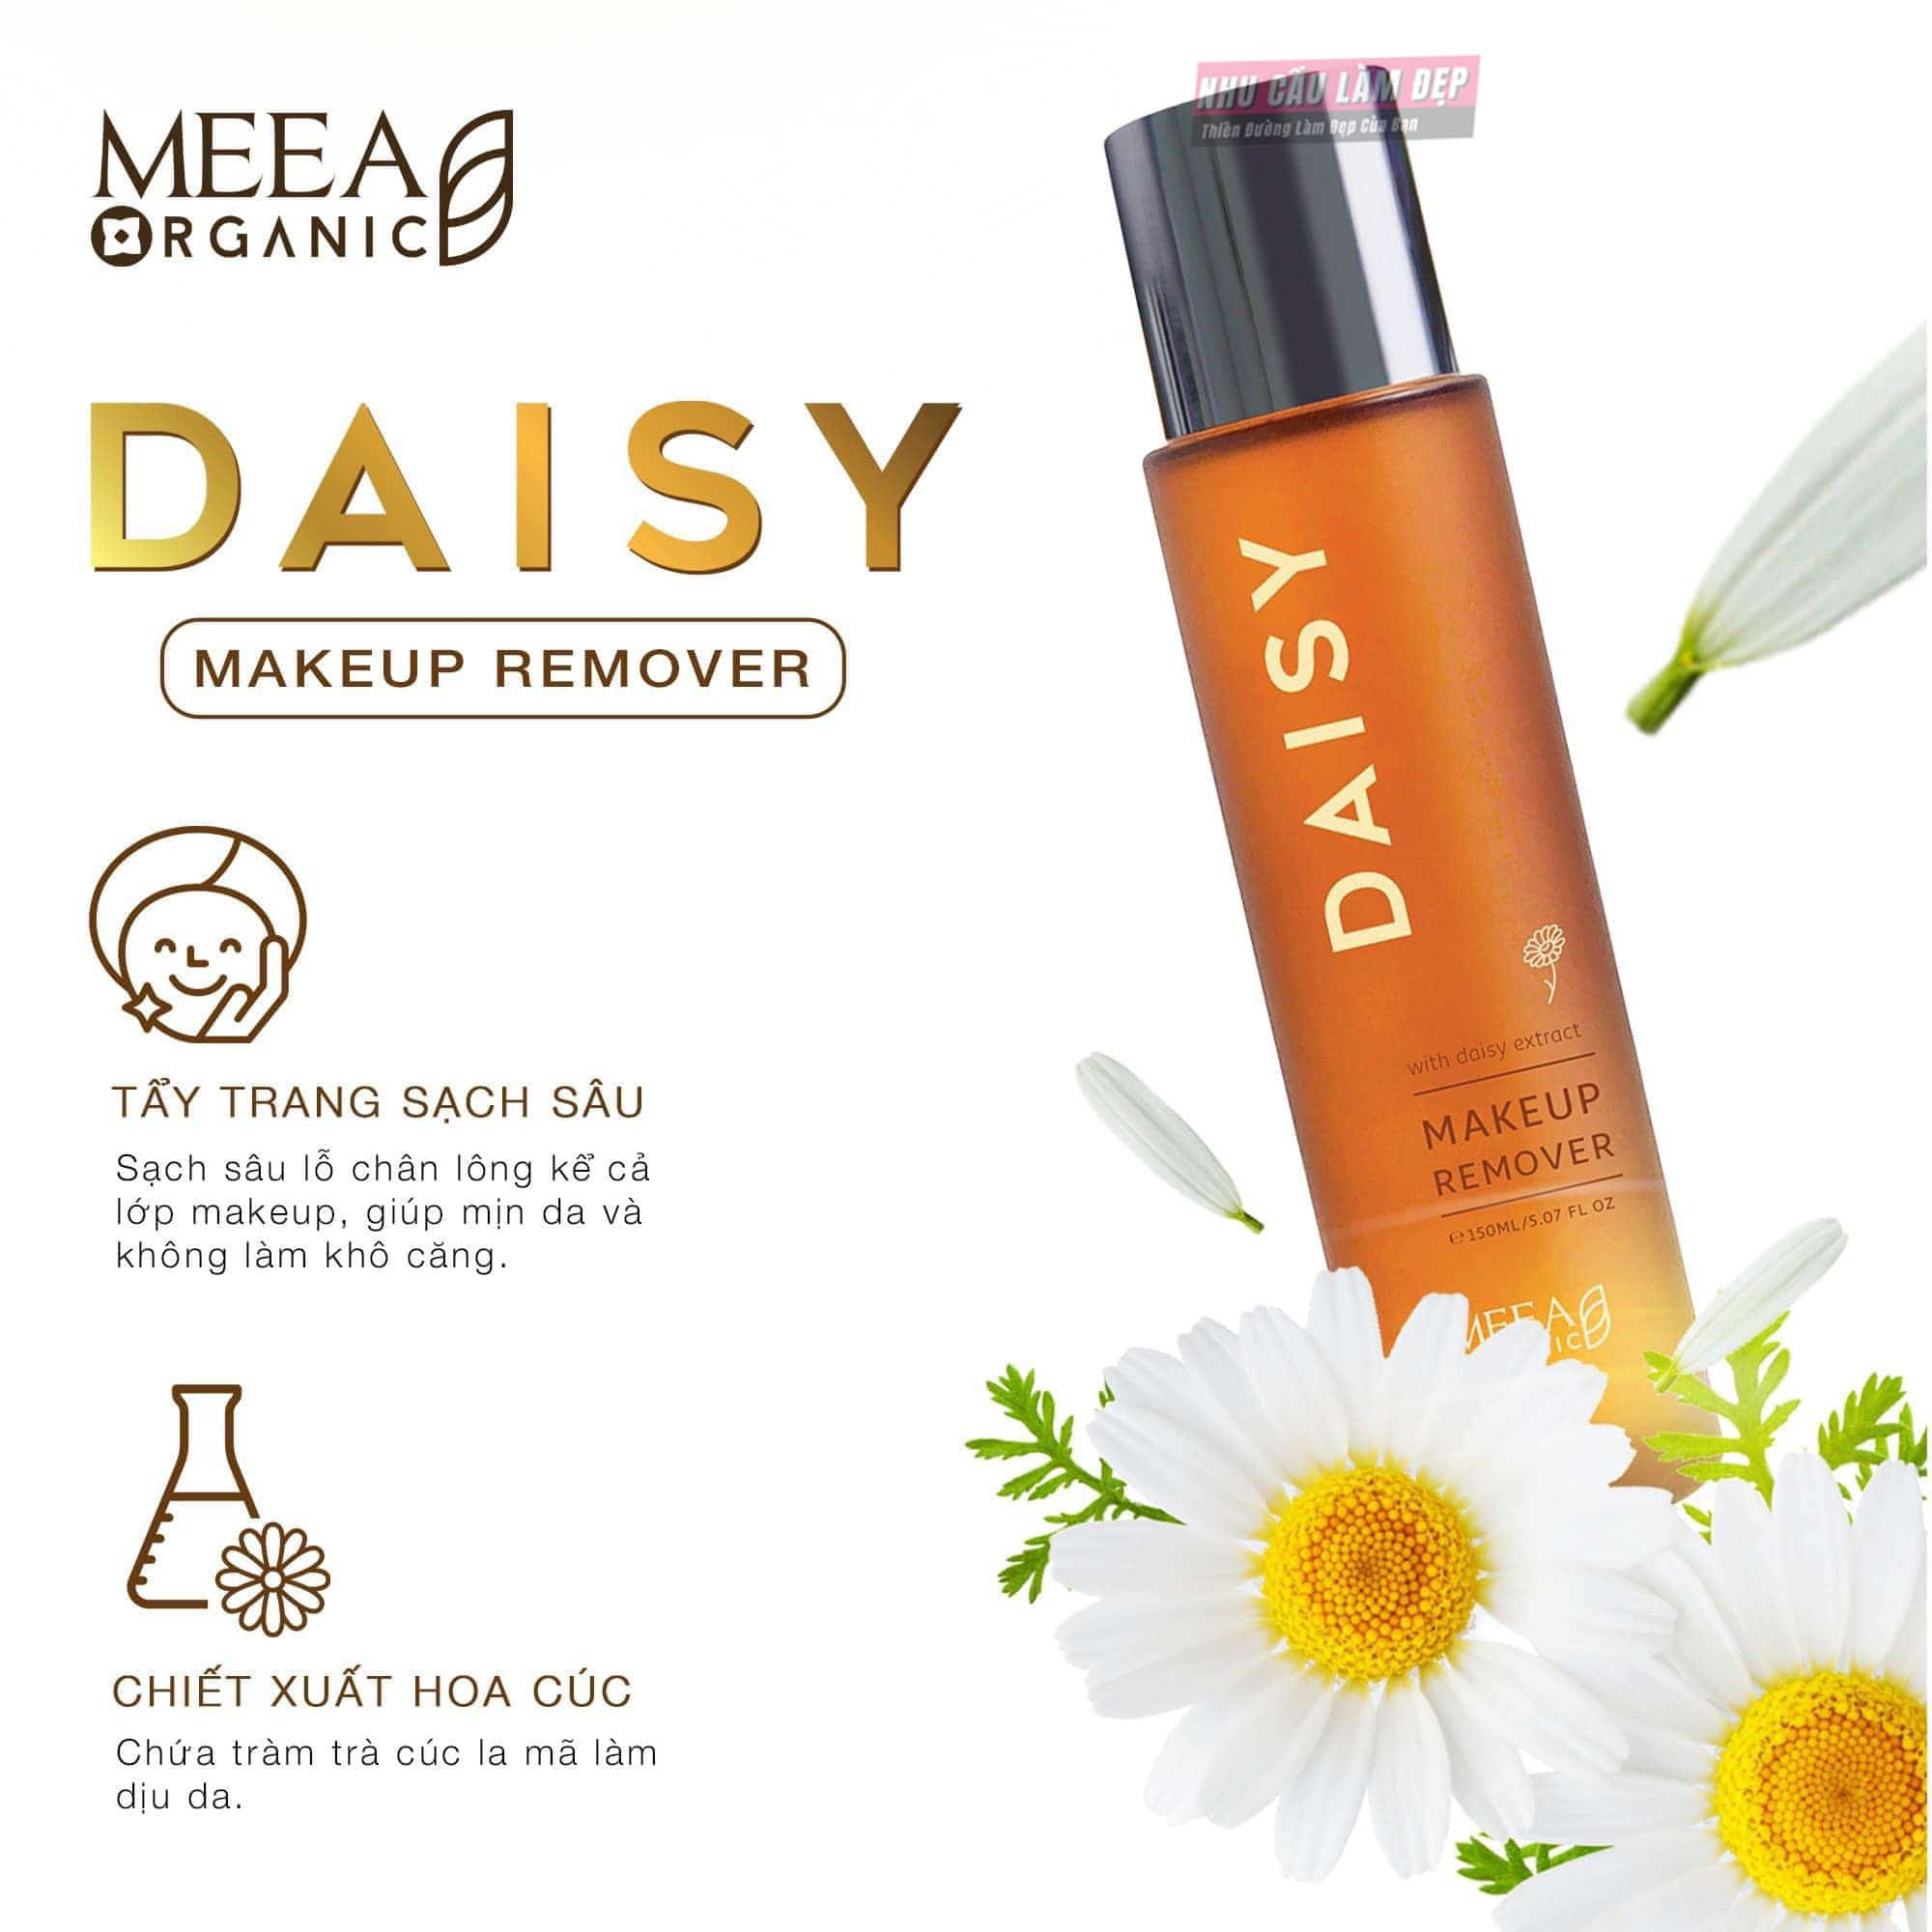 MEEA
ORGANIC
DAISY
MAKEUP REMOVER
TẨY TRANG SẠCH SÂU
Sạch sâu lỗ chân lông kể cả
lớp makeup, giúp mịn da và
không làm khô căng.
CHIẾT XUẤT HOA CÚC
Chứa tràm trà cúc la mã làm
dịu da.
NHU CẦU LÀM ĐẸP
Thiên Đường Làm Đẹp Của Bạn
DAISY
with daisy extract
MAKEUP
REMOVER
℮150ML/5.07 FL OZ
MEEA
IC